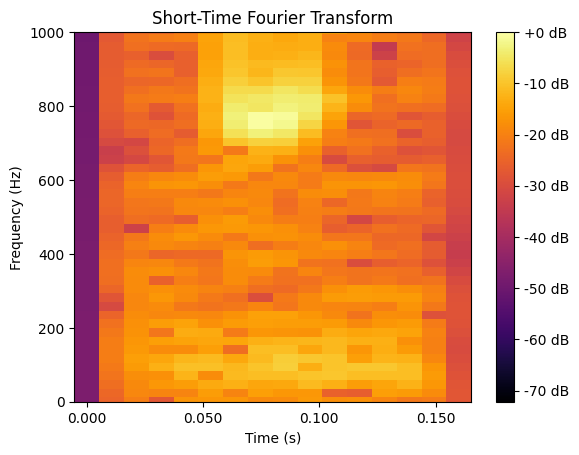 Short-Time Fourier Transform
1000
800
600
400
200
0
Frequency (Hz)
0.000
0.050
0.100
0.150
Time (s)
+0 dB
-10 dB
-20 dB
-30 dB
-40 dB
-50 dB
-60 dB
-70 dB